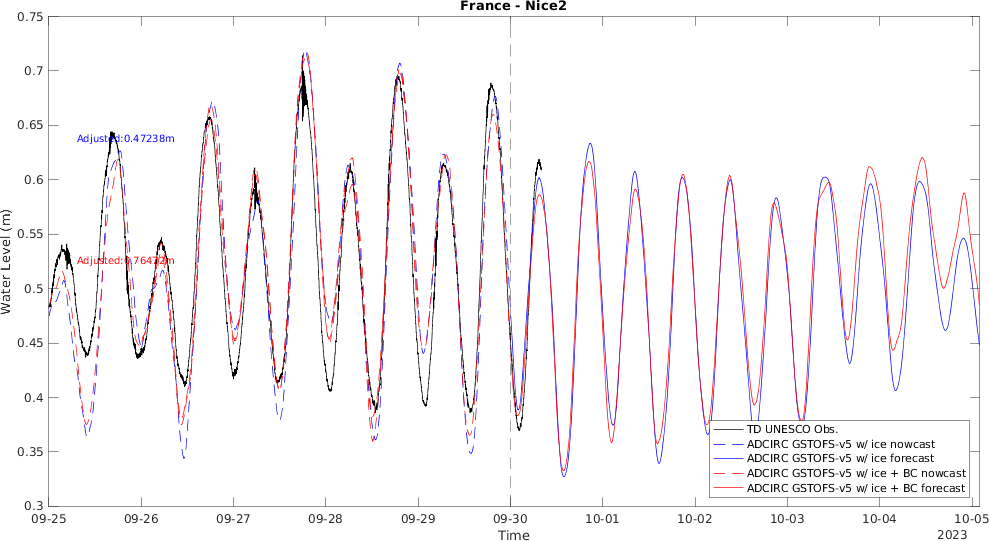 France - Nice2
0.75
0.7
0.65
0.6
0.55
0.5
0.45
0.4
0.35
0.3
Water Level (m)
Adjusted:0.47238m
Adjusted:0.76472m
TD UNESCO Obs.
ADCIRC GSTOFS-v5 w/ ice nowcast
ADCIRC GSTOFS-v5 w/ ice forecast
ADCIRC GSTOFS-v5 w/ ice + BC nowcast
ADCIRC GSTOFS-v5 w/ ice + BC forecast
09-25 09-26 09-27 09-28 09-29 09-30 10-01 10-02 10-03 10-04 10-05
Time
2023